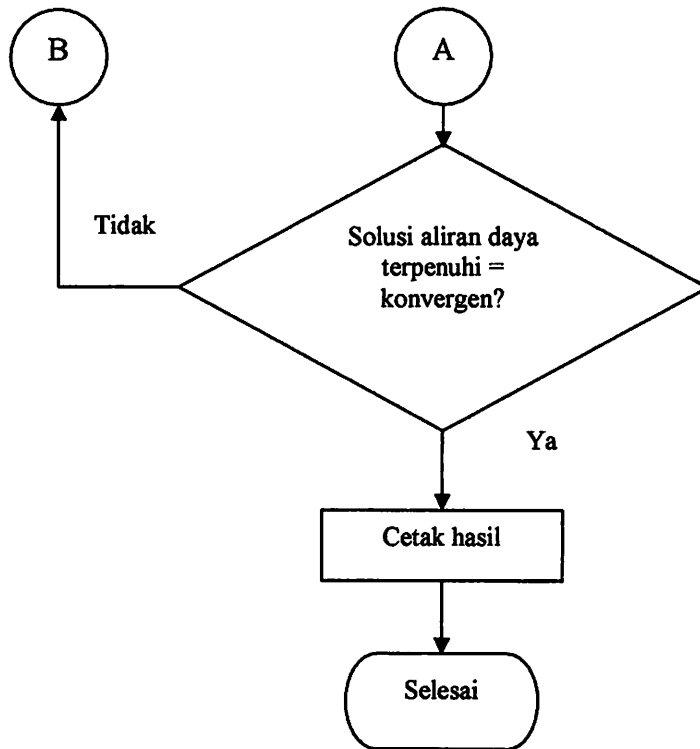 B
A
Tidak
Solusi aliran daya
terpenuhi =
konvergen?
Ya
Cetak hasil
Selesai